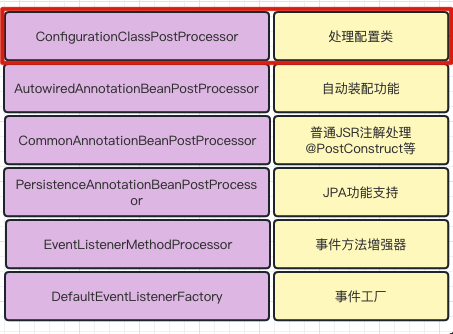 ConfigurationClassPostProcessor
处理配置类
AutowiredAnnotationBeanPostProcessor
自动装配功能
CommonAnnotationBeanPostProcessor
普通JSR注解处理
@PostConstruct等
PersistenceAnnotationBeanPostProcess
or
JPA功能支持
EventListenerMethodProcessor
事件方法增强器
DefaultEventListenerFactory
事件工厂